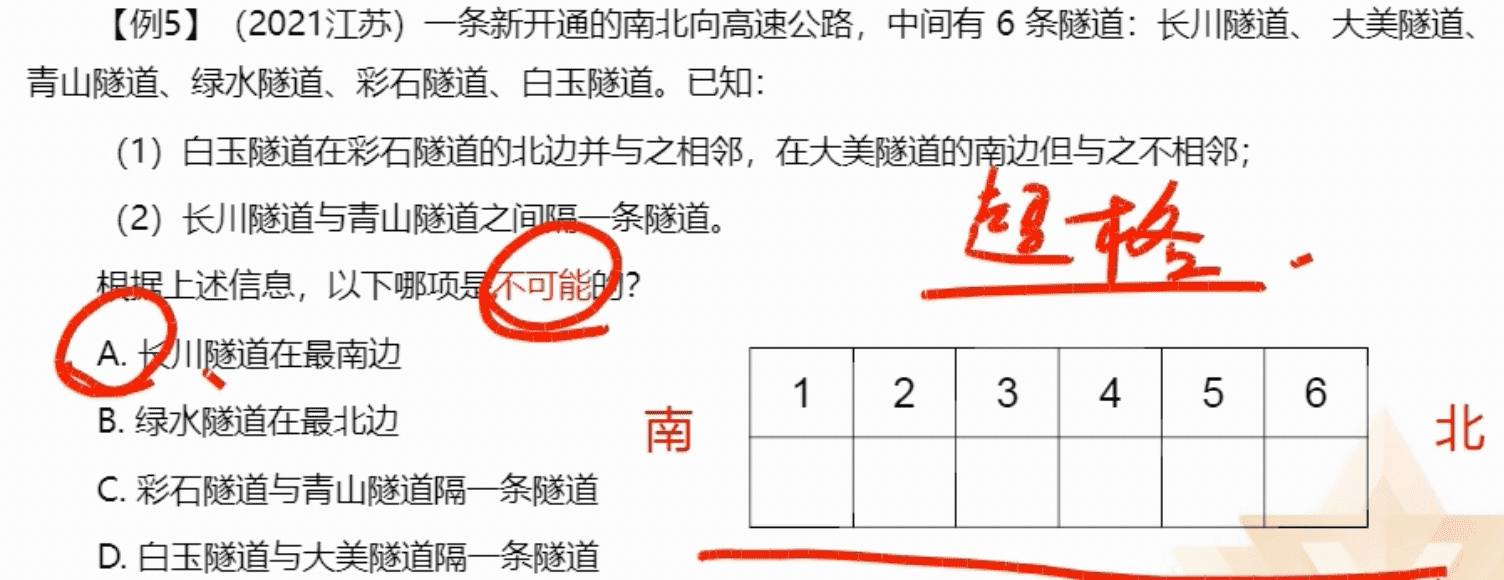 【例5】（2021江苏）一条新开通的南北向高速公路，中间有 6 条隧道：长川隧道、 大美隧道、
青山隧道、绿水隧道、彩石隧道、白玉隧道。已知：
（1）白玉隧道在彩石隧道的北边并与之相邻，在大美隧道的南边但与之不相邻；
（2）长川隧道与青山隧道之间隔一条隧道。
超格
根据上述信息，以下哪项是不可能的？
A. 长川隧道在最南边
B. 绿水隧道在最北边
C. 彩石隧道与青山隧道隔一条隧道
D. 白玉隧道与大美隧道隔一条隧道
1 2 3 4 5 6
南 北